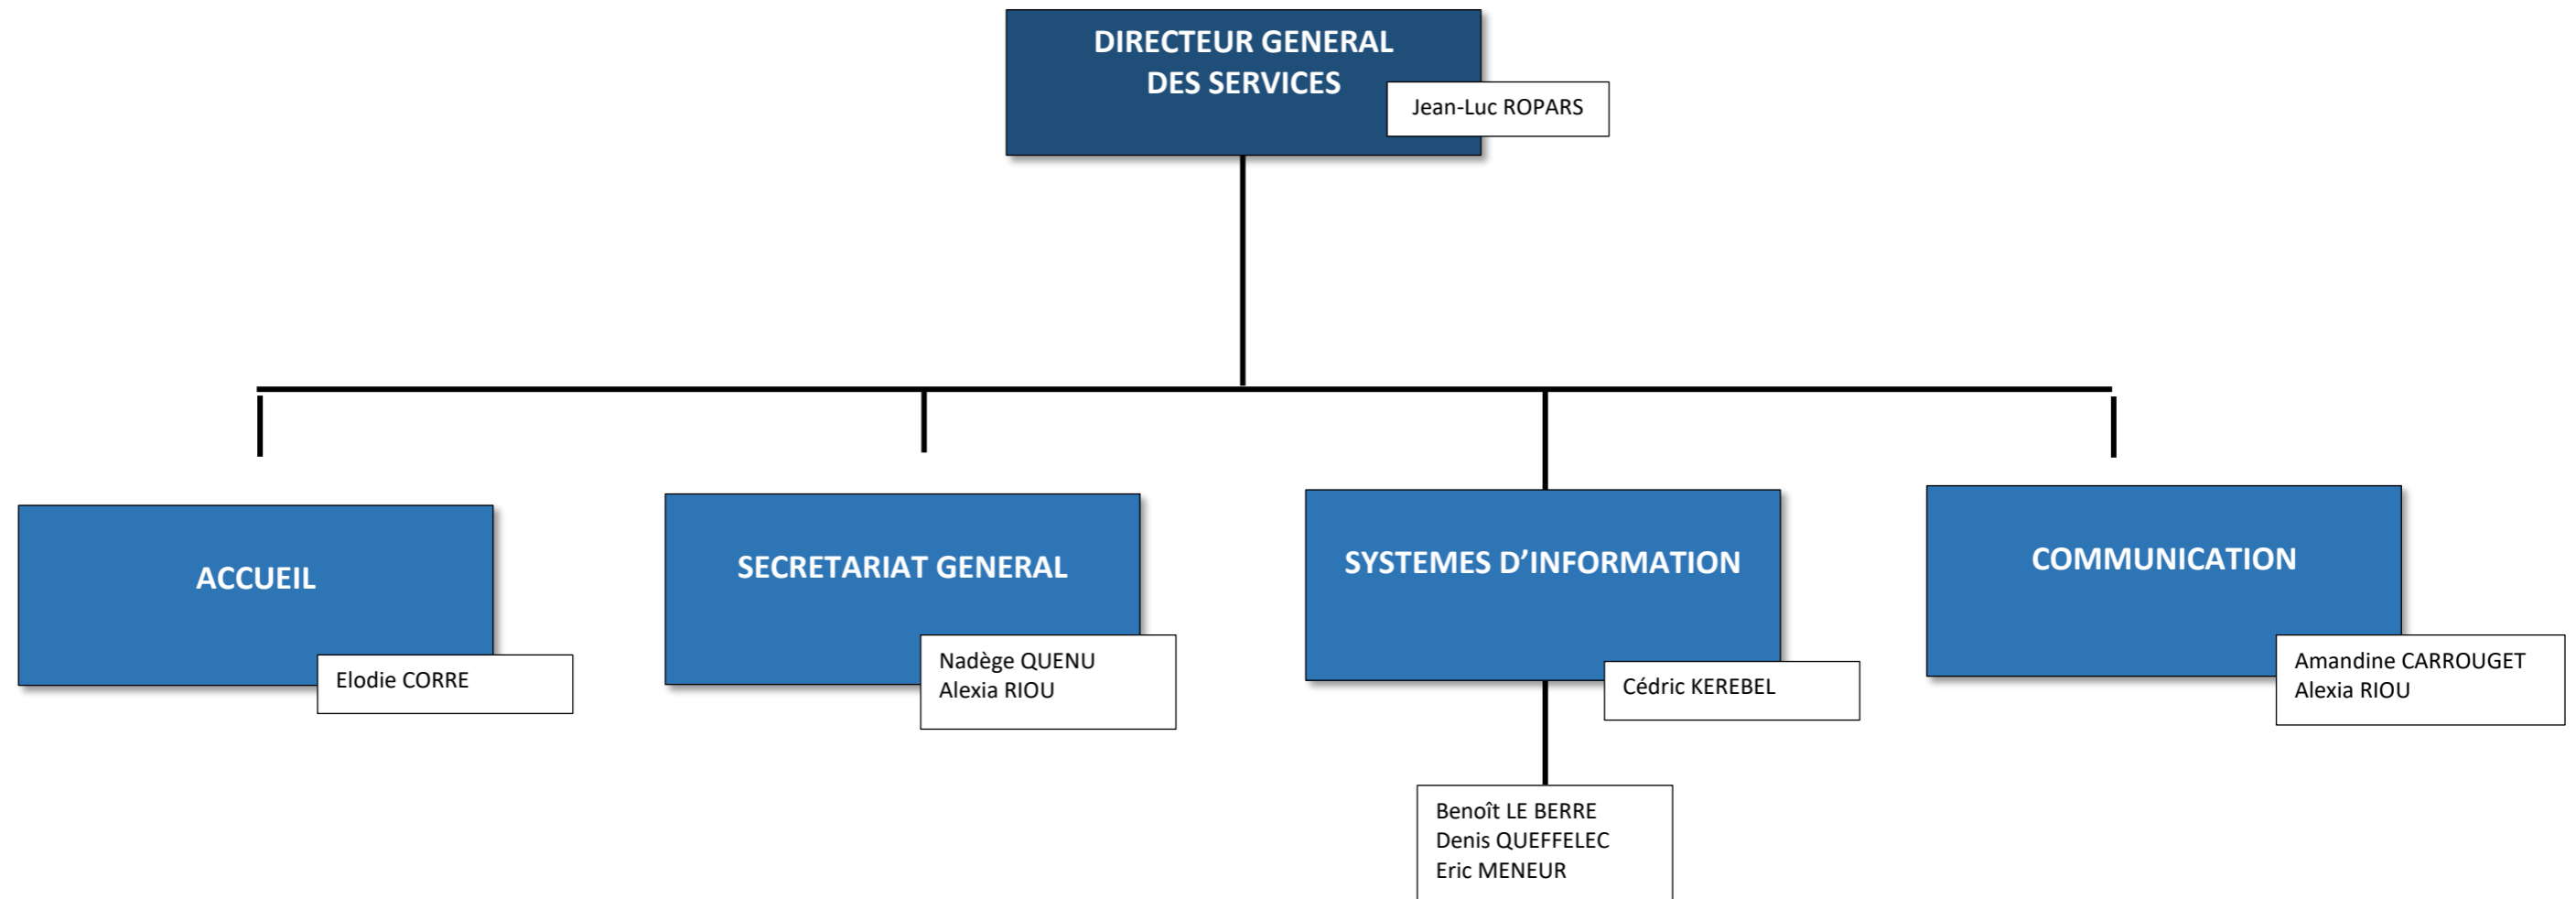 DIRECTEUR GENERAL
DES SERVICES
Jean-Luc ROPARS
ACCUEIL
Elodie CORRE
SECRETARIAT GENERAL
Nadège QUENU
Alexia RIOU
SYSTEMES D’INFORMATION
Cédric KEREBEL
Benoît LE BERRE
Denis QUEFFELEC
Eric MENEUR
COMMUNICATION
Amandine CARROUGET
Alexia RIOU